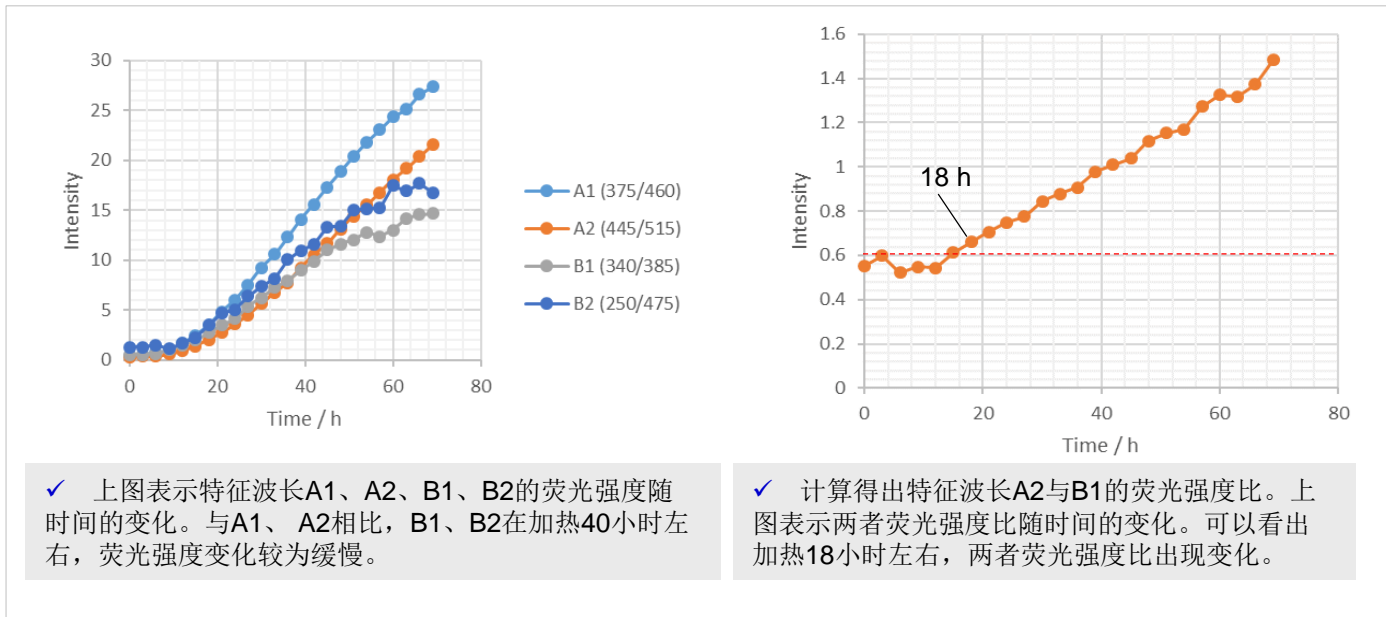 30
25
20
15
10
5
0
Intensity
0 20 40 60 80
Time / h
A1 (375/460)
A2 (445/515)
B1 (340/385)
B2 (250/475)
✓ 上图表示特征波长A1、A2、B1、B2的荧光强度随
时间的变化。与A1、 A2相比，B1、B2在加热40小时左
右，荧光强度变化较为缓慢。
1.6
1.4
1.2
1
0.8
0.6
0.4
0.2
0
Intensity
18 h
0 20 40 60 80
Time / h
✓ 计算得出特征波长A2与B1的荧光强度比。上
图表示两者荧光强度比随时间的变化。可以看出
加热18小时左右，两者荧光强度比出现变化。